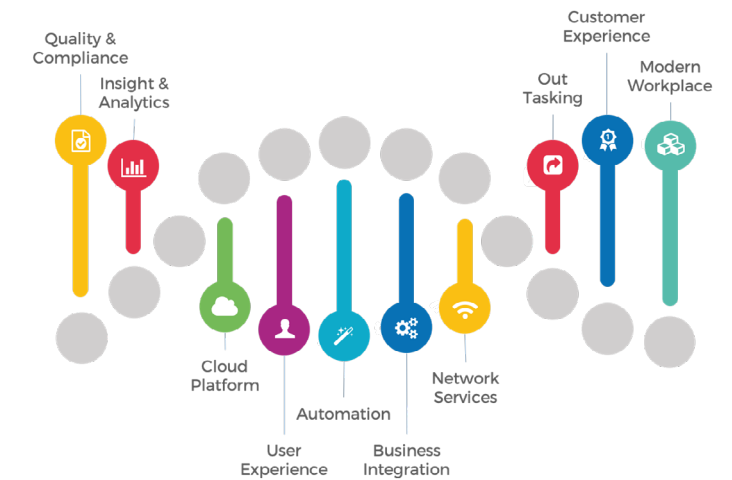 Quality &
Compliance
Insight &
Analytics
Cloud
Platform
User
Experience
Automation
Business
Integration
Network
Services
Out
Tasking
Customer
Experience
1
Modern
Workplace